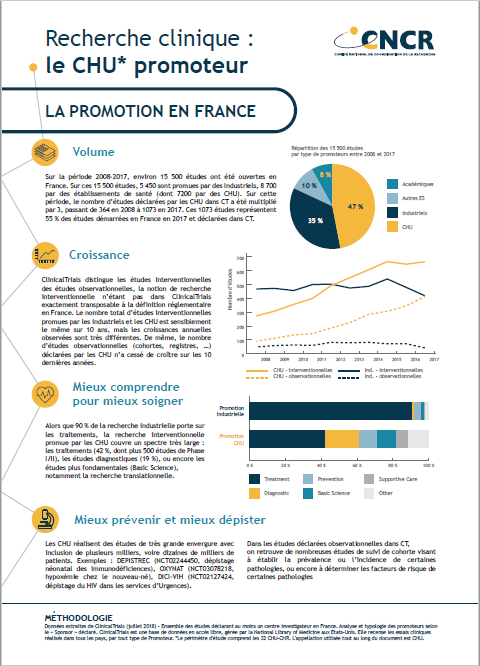 Recherche clinique :
le CHU* promoteur
CNCR
COMITÉ NATIONAL DE COORDINATION DE LA RECHERCHE
LA PROMOTION EN FRANCE
Volume
Sur la période 2008-2017, environ 15 500 études ont été ouvertes en
France. Sur ces 15 500 études, 5 450 sont promues par des industriels, 8 700
par des établissements de santé (dont 7200 par des CHU). Sur cette
période, le nombre d'études déclarées par les CHU dans CT a été multiplié
par 3, passant de 364 en 2008 à 1073 en 2017. Ces 1073 études représentent
55 % des études démarrées en France en 2017 et déclarées dans CT.
Répartition des 15 500 études
par type de promoteurs entre 2008 et 2017
8 %
10 %
47 %
35 %
Académiques
Autres ES
Industriels
CHU
Croissance
ClinicalTrials distingue les études interventionnelles
des études observationnelles, la notion de recherche
interventionnelle n'étant pas dans ClinicalTrials
exactement transposable à la définition réglementaire
en France. Le nombre total d'études interventionnelles
promues par les industriels et les CHU est sensiblement
le même sur 10 ans, mais les croissances annuelles
observées sont très différentes. De même, le nombre
d'études observationnelles (cohortes, registres, …)
déclarées par les CHU n'a cessé de croître sur les 10
dernières années.
Nombre d'études
700
600
500
400
300
200
100
0
2008 2009 2010 2011 2012 2013 2014 2015 2016 2017
CHU - interventionnelles
Ind. - interventionnelles
CHU - observationnelles
Ind. - observationnelles
Mieux comprendre
pour mieux soigner
Alors que 90 % de la recherche industrielle porte sur
les traitements, la recherche interventionnelle
promue par les CHU couvre un spectre très large :
les traitements (42 %, dont plus 500 études de Phase
I/II), les études diagnostiques (19 %), ou encore les
études plus fondamentales (Basic Science),
notamment la recherche translationnelle.
Promotion
industrielle
Promotion
CHU
0 % 20 % 40 % 60 % 80 % 100 %
Treatment
Prevention
Supportive Care
Diagnostic
Basic Science
Other
Mieux prévenir et mieux dépister
Les CHU réalisent des études de très grande envergure avec
inclusion de plusieurs milliers, voire dizaines de milliers de
patients. Exemples : DEPISTREC (NCT02244450, dépistage
néonatal des immunodéficiences), OXYNAT (NCT03078218,
hypoxémie chez le nouveau-né), DICI-VIH (NCT02127424,
dépistage du HIV dans les services d'Urgences).
Dans les études déclarées observationnelles dans CT,
on retrouve de nombreuses études de suivi de cohorte visant
à établir la prévalence ou l'incidence de certaines
pathologies, ou encore à déterminer les facteurs de risque de
certaines pathologies
MÉTHODOLOGIE
Données extraites de ClinicalTrials (juillet 2018) – Ensemble des études déclarant au moins un centre investigateur en France. Analyse et typologie des promoteurs selon
le « Sponsor » déclaré. ClinicalTrials est une base de données en accès libre, gérée par la National Library of Medicine aux Etats-Unis. Elle recense les essais cliniques
réalisés dans tous les pays, par tout type de Promoteur. *Le périmètre d'étude comprend les 32 CHU-CHR. L'appellation utilisée tout au long du document est CHU.